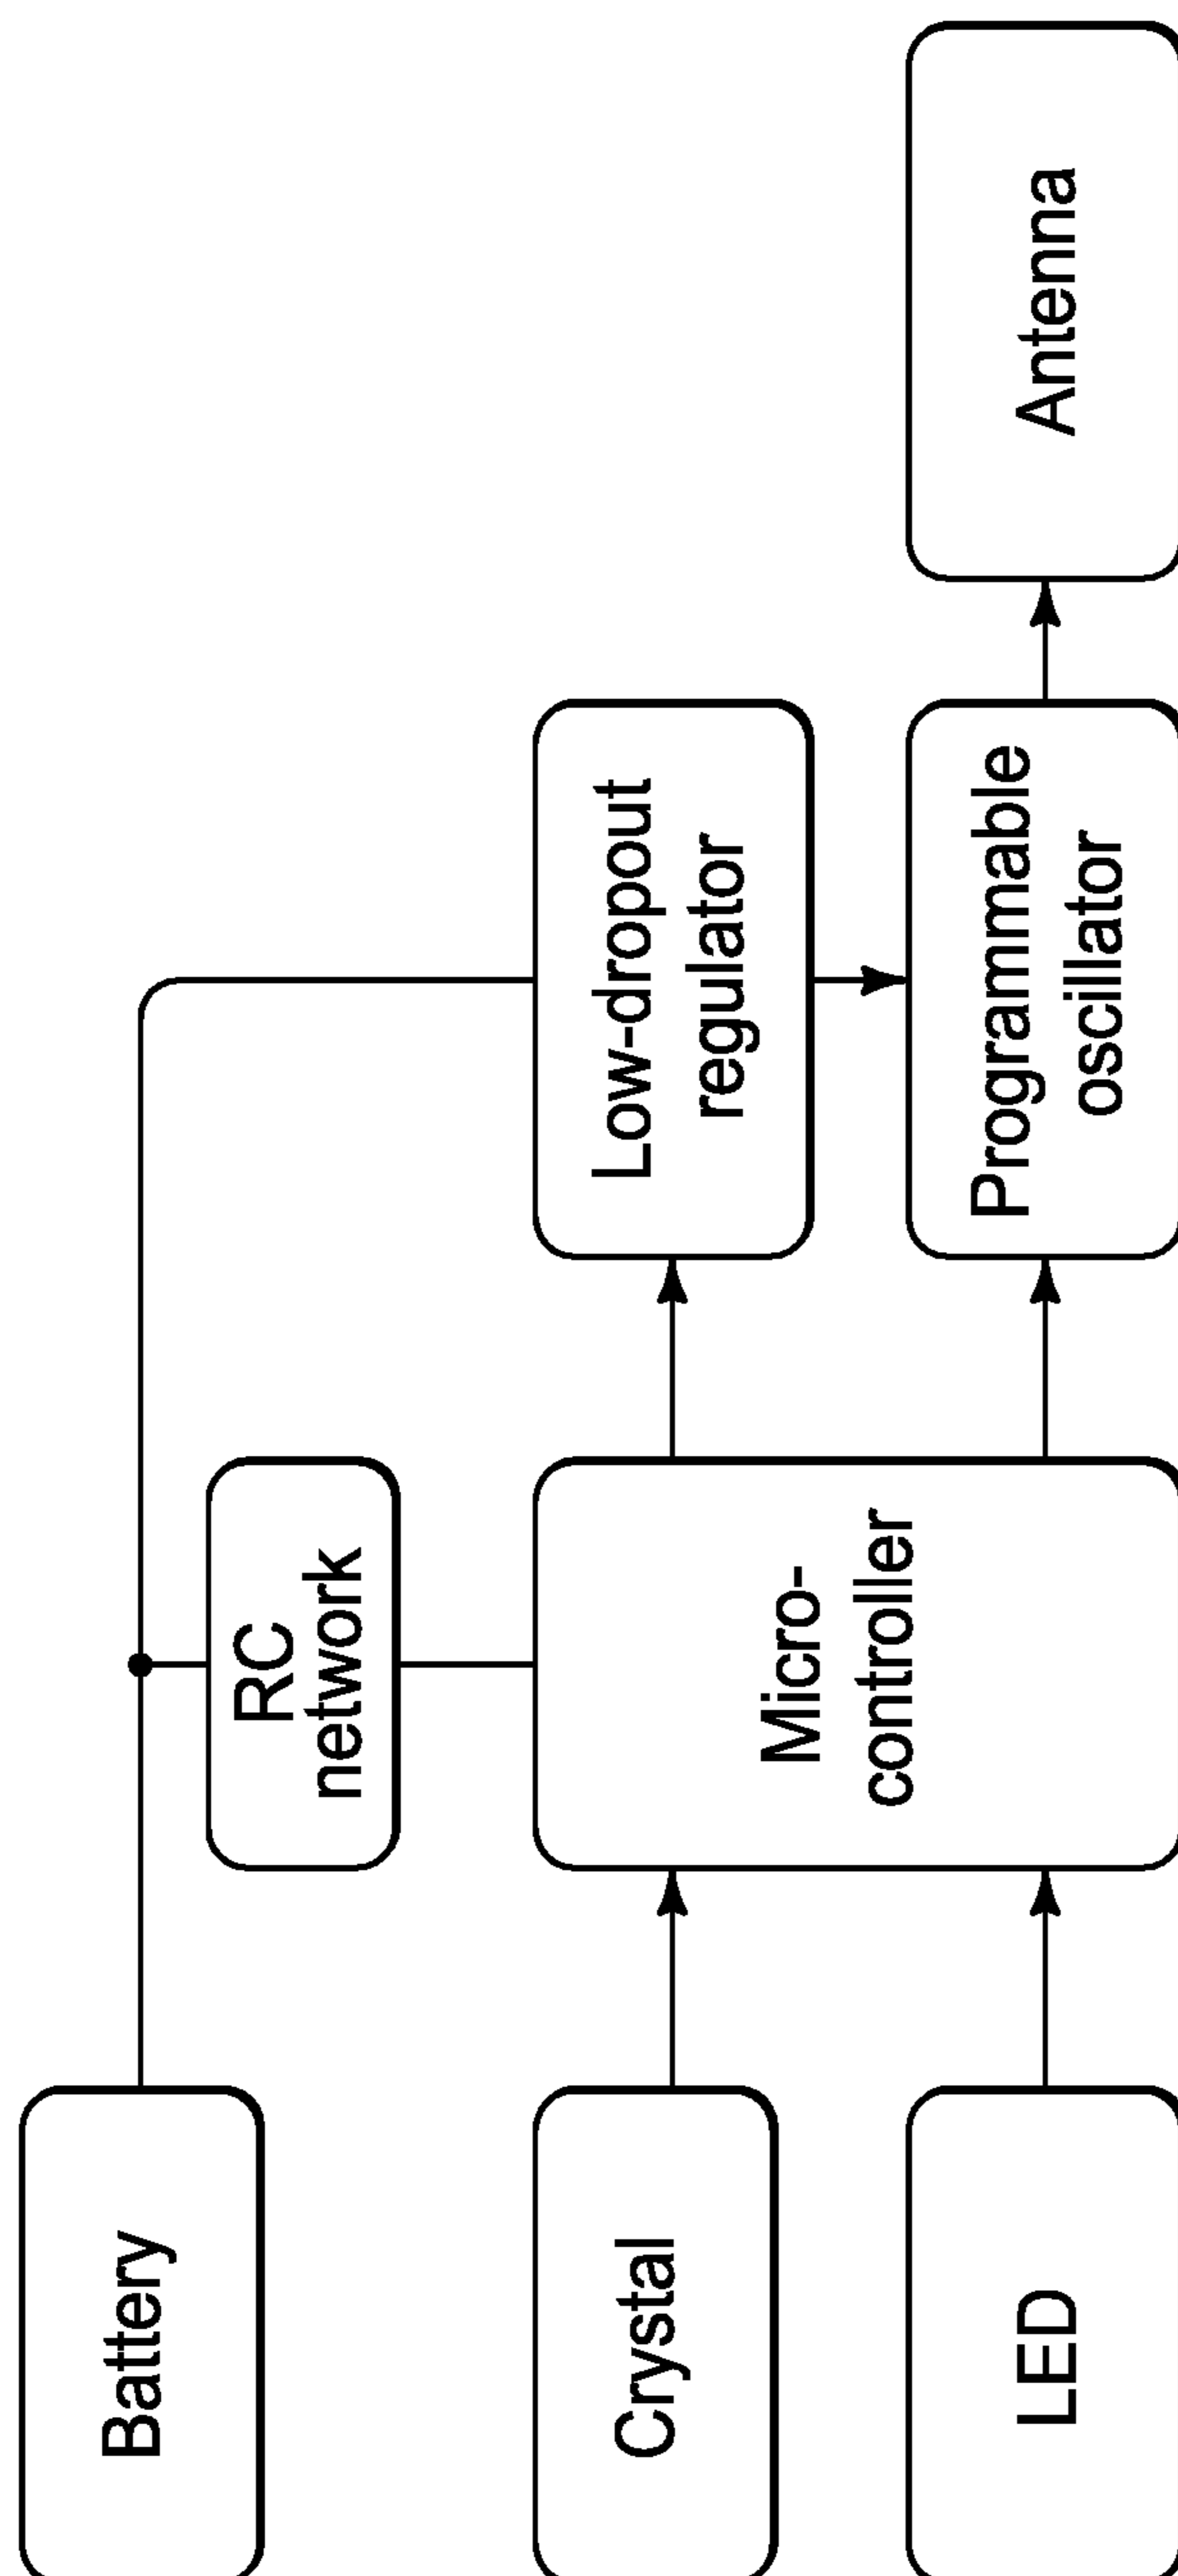 Battery
RC
network
Crystal
Micro-
controller
Low-dropout
regulator
LED
Programmable
oscillator
Antenna